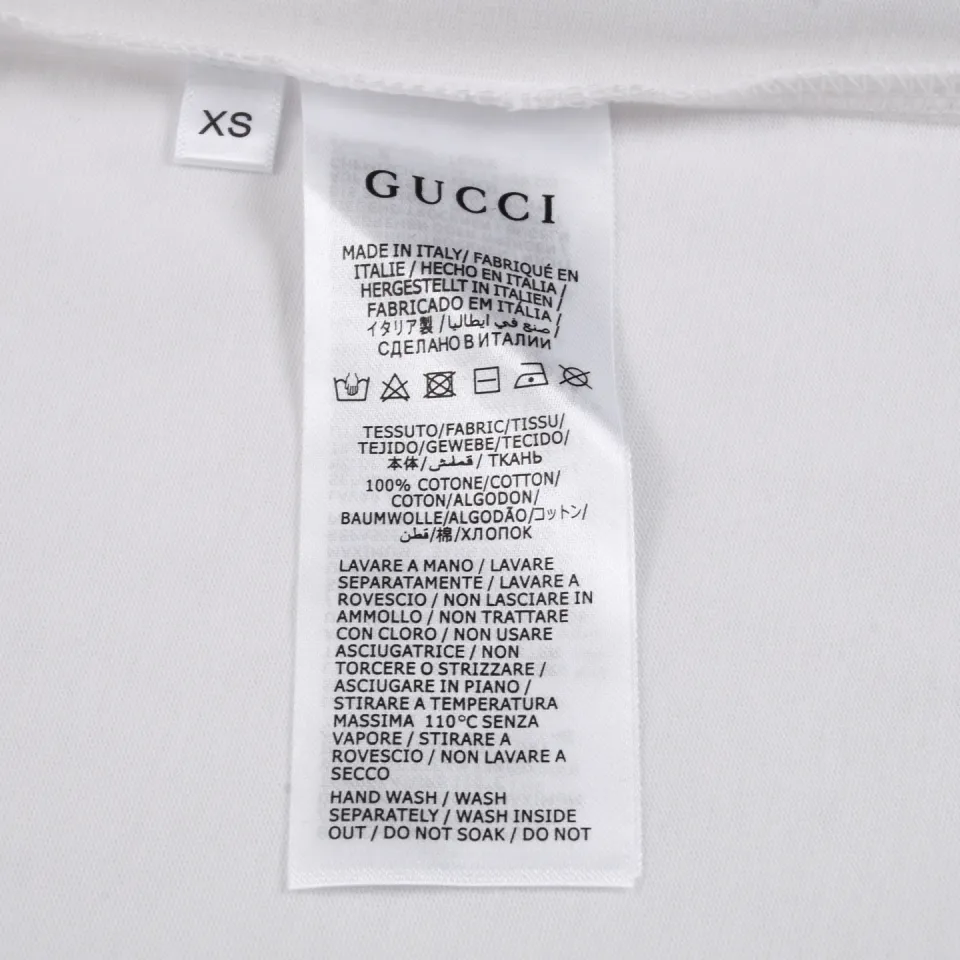 XS
GUCCI
MADE IN ITALY/ FABRIQUÉ EN
ITALIE / HECHO EN ITALIA /
HERGESTELLT IN ITALIEN /
FABRICADO EM ITÁLIA /
イタリア製 / صنع في ايطاليا /
СДЕЛАНО В ИТАЛИИ
TESSUTO/FABRIC/TISSU/
TEJIDO/GEWEBE/TECIDO/
本体/قملش/ ТКАНЬ
100% COTONE/COTTON/
COTON/ALGODON/
BAUMWOLLE/ALGODÃO/コットン/
قطن/棉/ХЛОПОК
LAVARE A MANO / LAVARE
SEPARATAMENTE / LAVARE A
ROVESCIO / NON LASCIARE IN
AMMOLLO / NON TRATTARE
CON CLORO / NON USARE
ASCIUGATRICE / NON
TORCERE O STRIZZARE /
ASCIUGARE IN PIANO /
STIRARE A TEMPERATURA
MASSIMA 110°C SENZA
VAPORE / STIRARE A
ROVESCIO / NON LAVARE A
SECCO
HAND WASH / WASH
SEPARATELY / WASH INSIDE
OUT / DO NOT SOAK / DO NOT